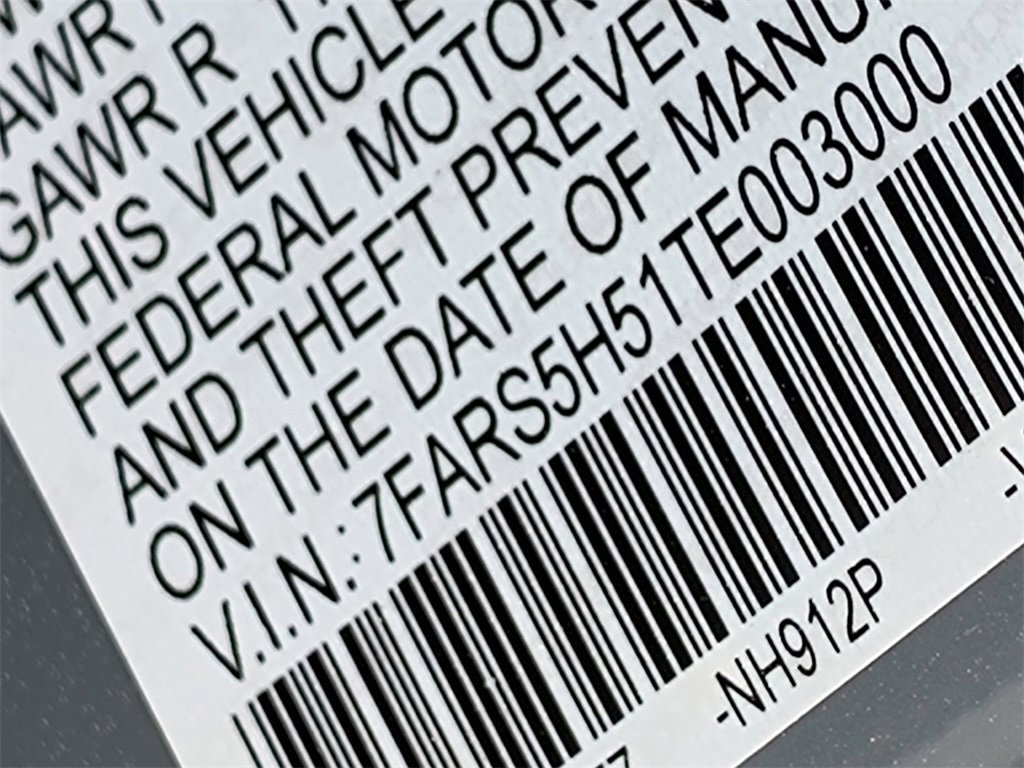 GAWR R
THIS VEHICLE
FEDERAL MOTOR
AND THEFT PREVEN
ON THE DATE OF MANU
V.I.N.: 7FARS5H51TE003000
-NH912P